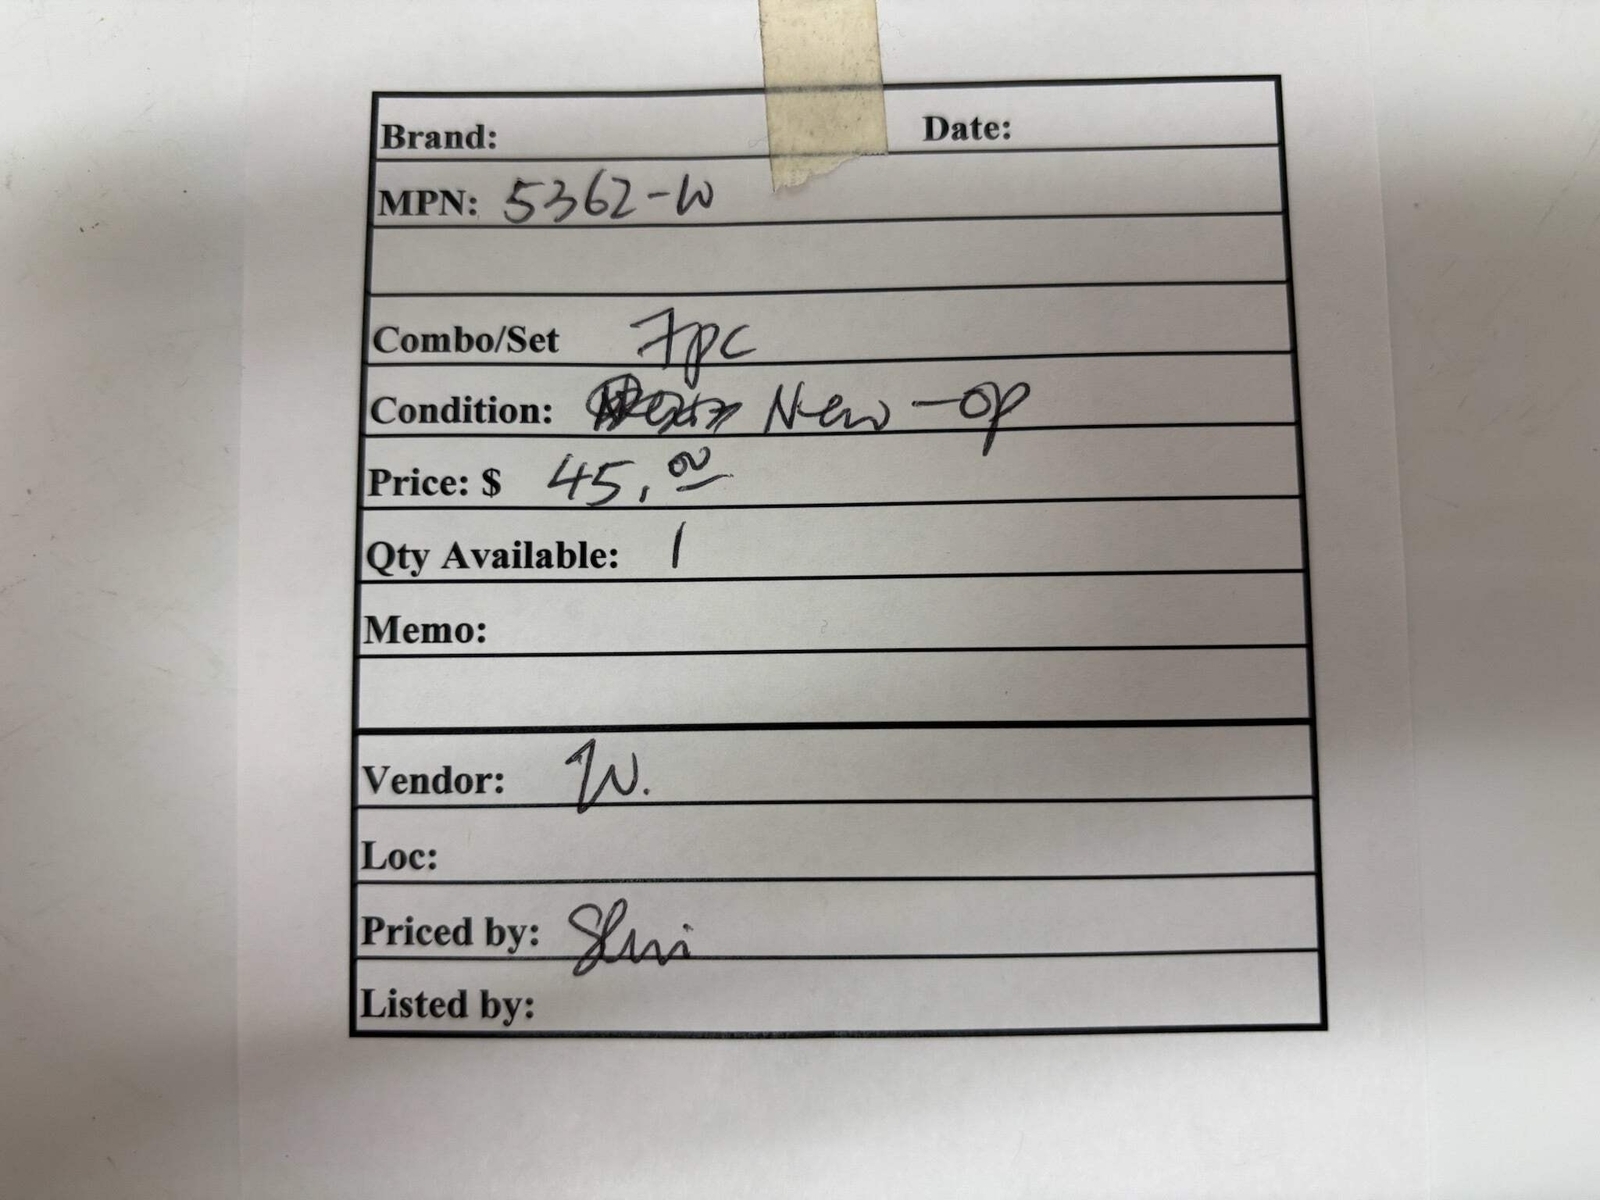 Brand: Date:
MPN: 5362-W
Combo/Set 7pc
Condition: New-op
Price: $ 45.00
Qty Available: 1
Memo:
Vendor: W.
Loc:
Priced by:
Listed by: